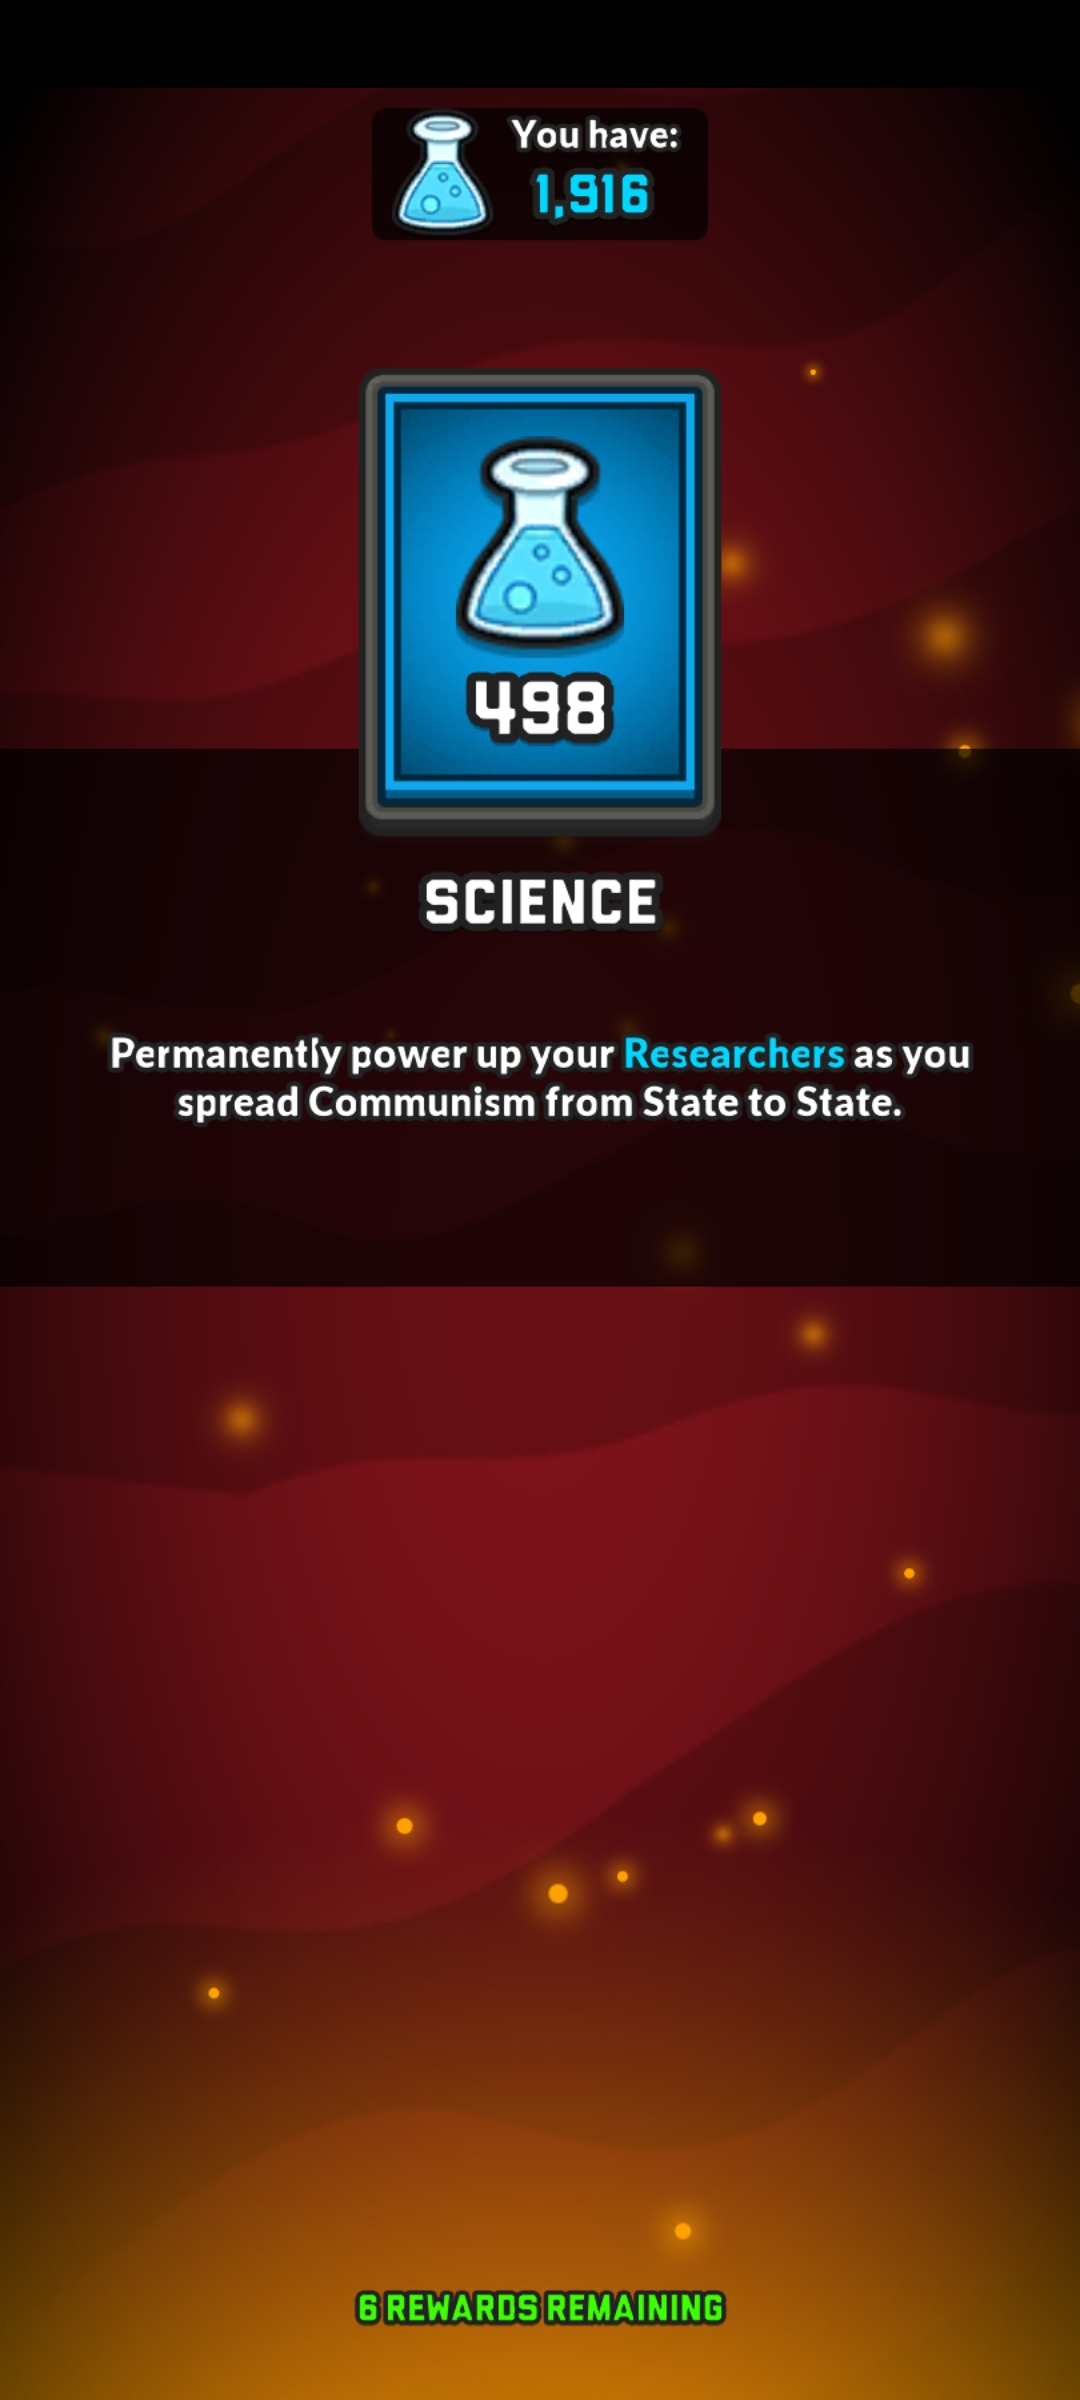 You have:
1,916
498
SCIENCE
Permanently power up your Researchers as you
spread Communism from State to State.
6 REWARDS REMAINING